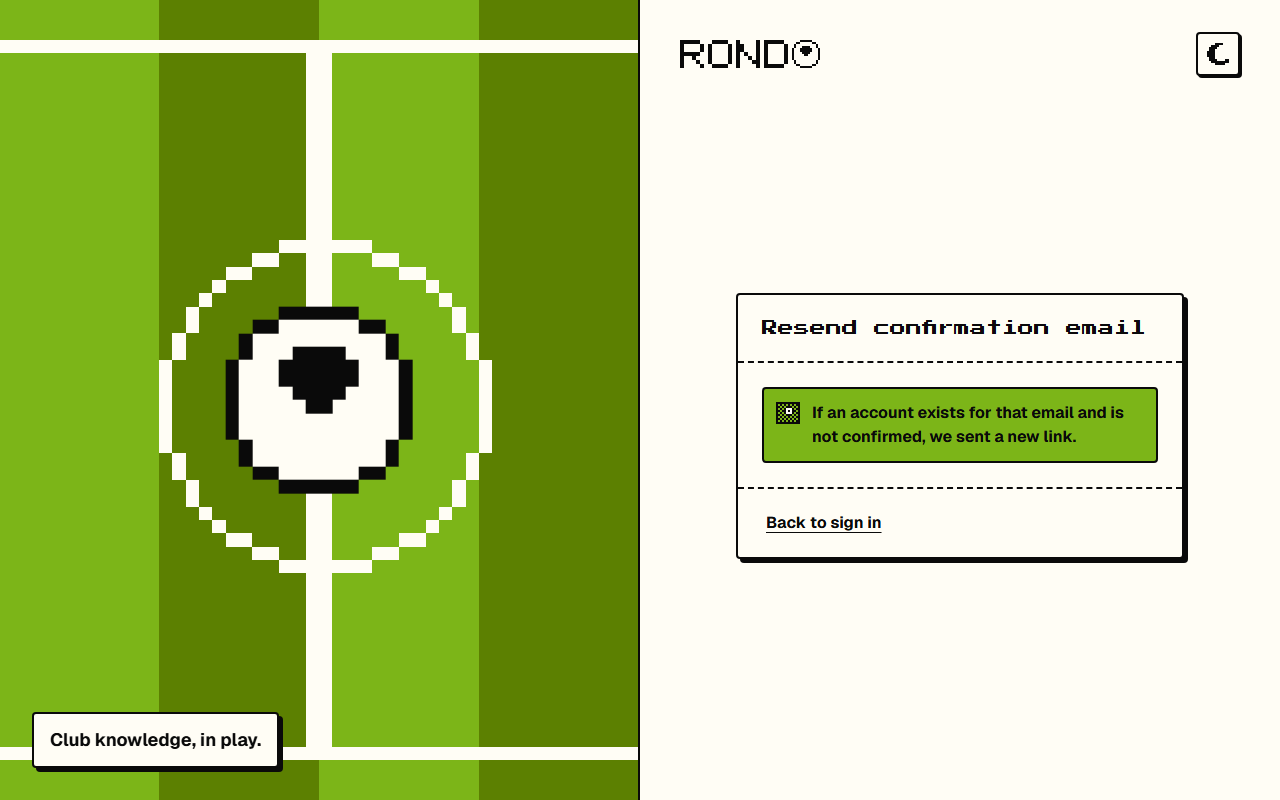 RONDO
Resend confirmation email
If an account exists for that email and is
not confirmed, we sent a new link.
Back to sign in
Club knowledge, in play.